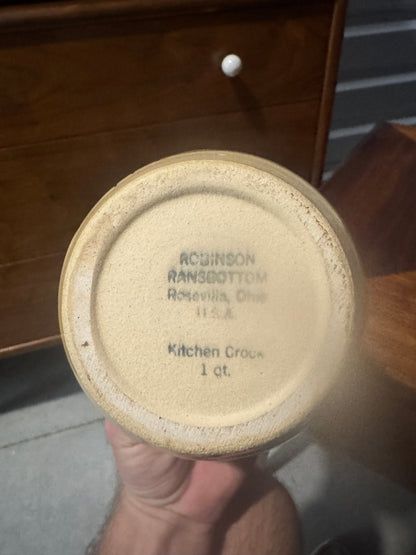 ROBINSON
RANSBOTTOM
Roseville, Ohio
U.S.A.
Kitchen Crock
1 qt.